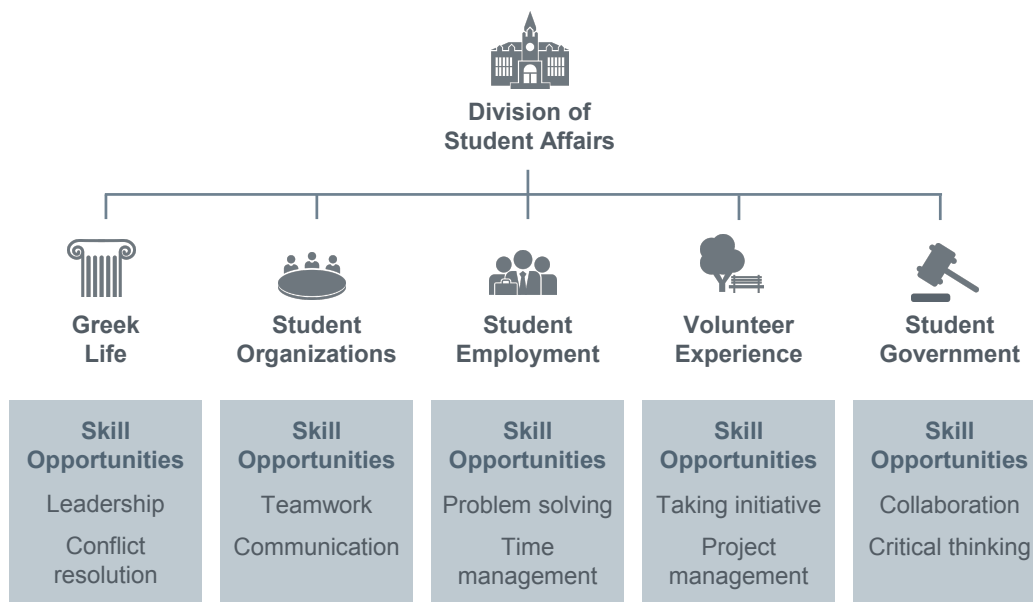 Division of
Student Affairs
Greek
Life
Student
Organizations
Student
Employment
Volunteer
Experience
Student
Government
Skill
Opportunities
Leadership
Conflict
resolution
Skill
Opportunities
Teamwork
Communication
Skill
Opportunities
Problem solving
Time
management
Skill
Opportunities
Taking initiative
Project
management
Skill
Opportunities
Collaboration
Critical thinking